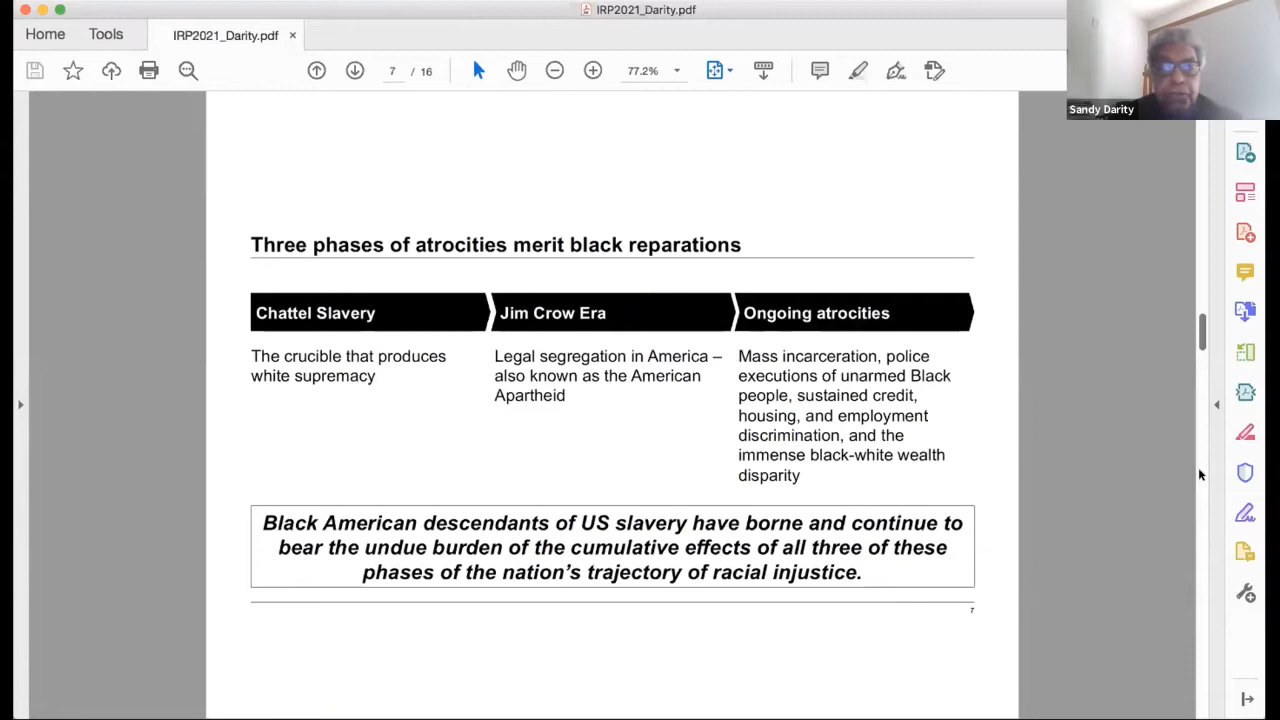 IRP2021_Darity.pdf
Home
Tools
IRP2021_Darity.pdf ×
7 / 16
77.2%
Sandy Darity
Three phases of atrocities merit black reparations
Chattel Slavery
The crucible that produces
white supremacy
Jim Crow Era
Legal segregation in America –
also known as the American
Apartheid
Ongoing atrocities
Mass incarceration, police
executions of unarmed Black
people, sustained credit,
housing, and employment
discrimination, and the
immense black-white wealth
disparity
Black American descendants of US slavery have borne and continue to
bear the undue burden of the cumulative effects of all three of these
phases of the nation’s trajectory of racial injustice.
7